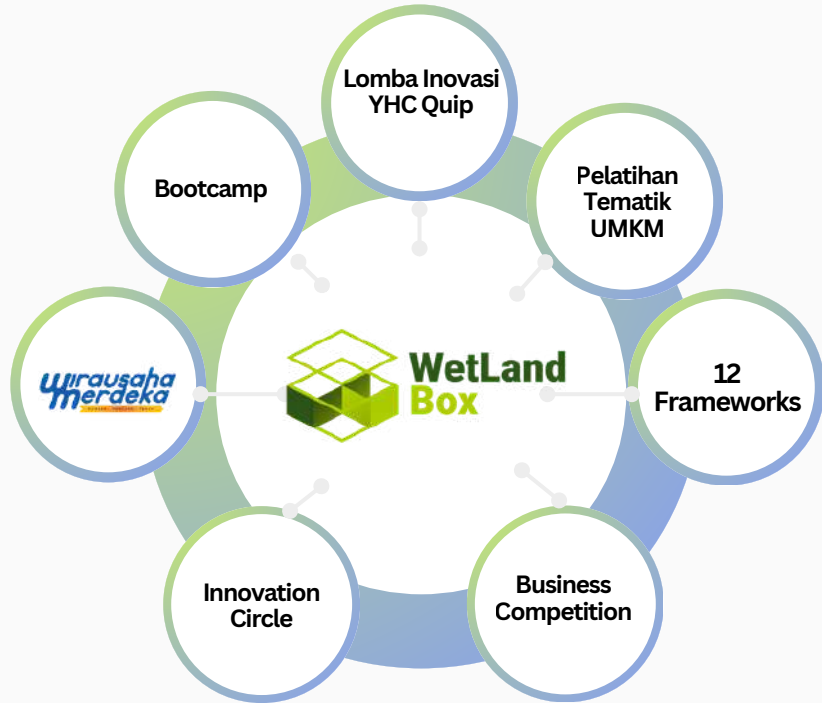 Lomba Inovasi
YHC Quip
Bootcamp
Pelatihan
Tematik
UMKM
Wirausaha
Merdeka
WetLand
Box
12
Frameworks
Innovation
Circle
Business
Competition